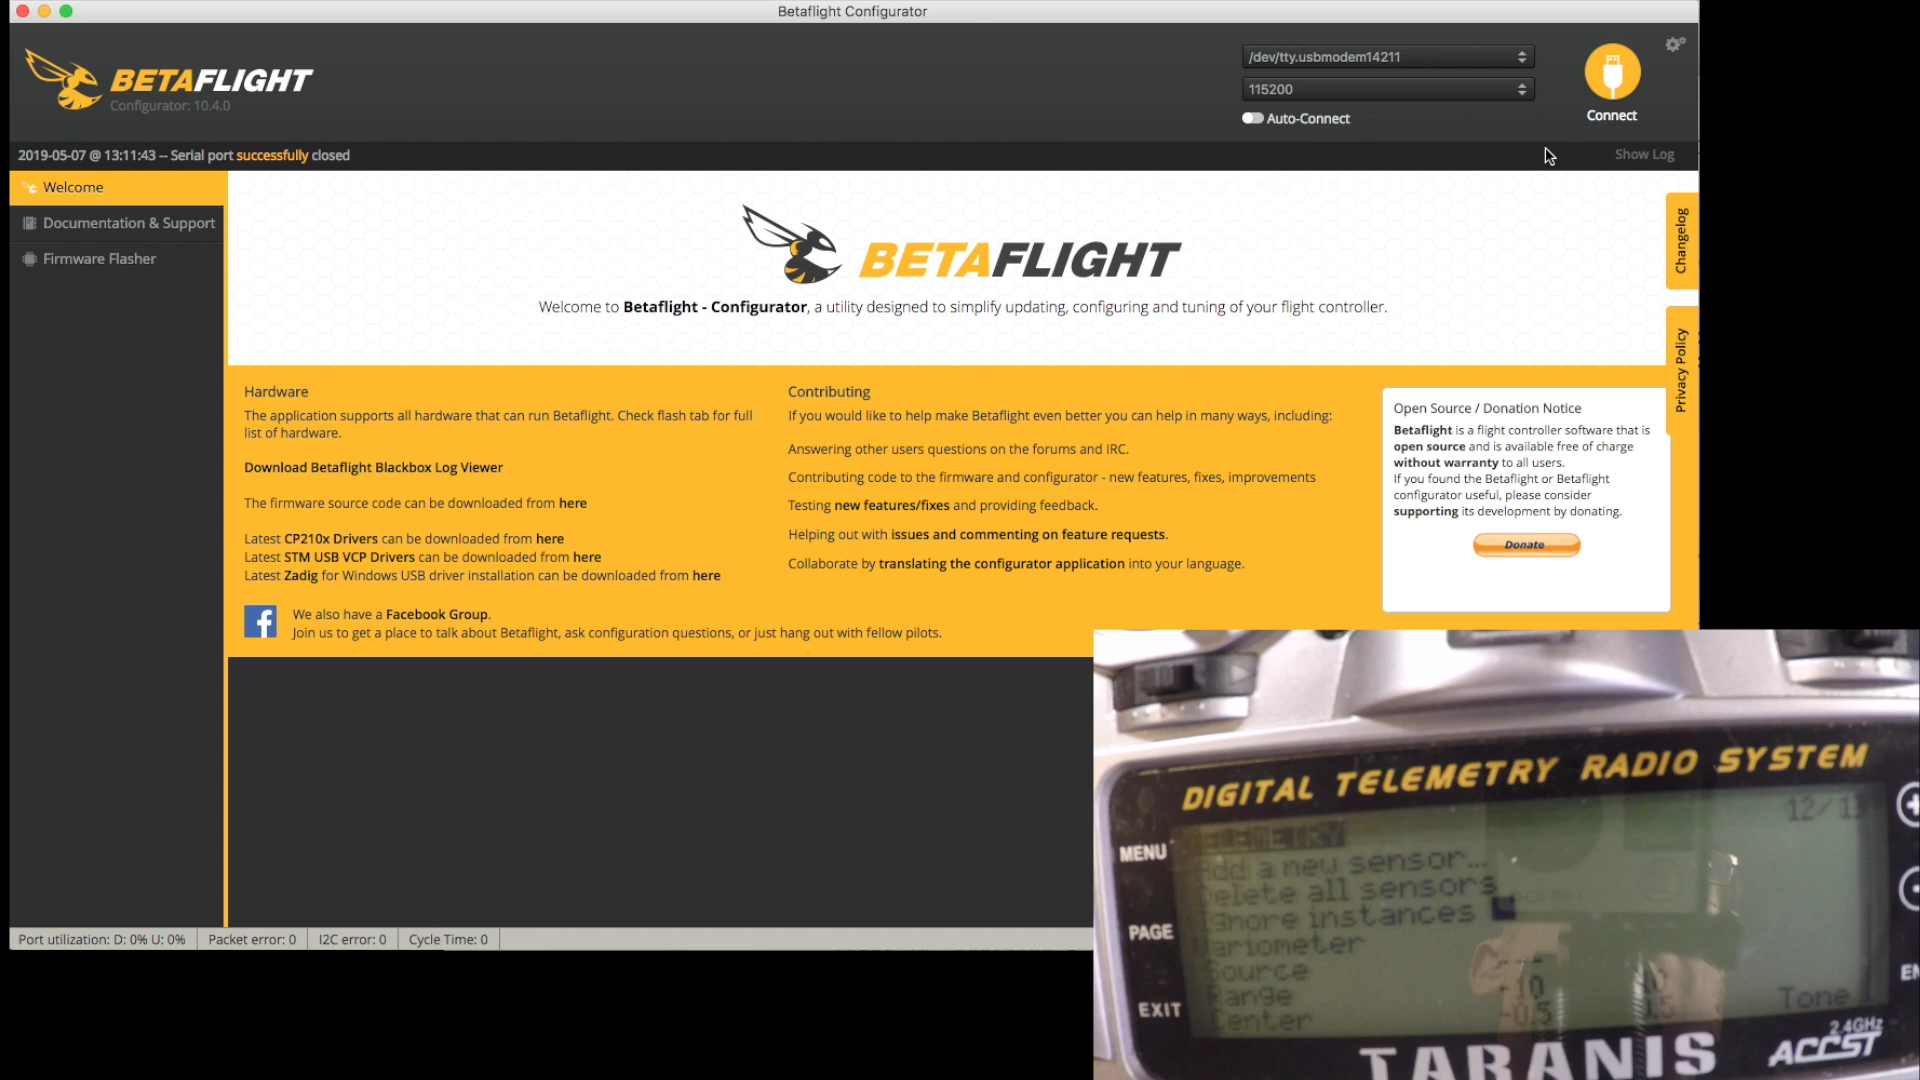 Betaflight Configurator
BETAFLIGHT
Configurator: 10.4.0
/dev/tty.usbmodem14211
115200
Auto-Connect
Connect
2019-05-07 @ 13:11:43 -- Serial port successfully closed
Show Log
Welcome
Documentation & Support
Firmware Flasher
BETAFLIGHT
Welcome to Betaflight - Configurator, a utility designed to simplify updating, configuring and tuning of your flight controller.
Changelog
Privacy Policy
Hardware
The application supports all hardware that can run Betaflight. Check flash tab for full
list of hardware.
Download Betaflight Blackbox Log Viewer
The firmware source code can be downloaded from here
Latest CP210x Drivers can be downloaded from here
Latest STM USB VCP Drivers can be downloaded from here
Latest Zadig for Windows USB driver installation can be downloaded from here
We also have a Facebook Group.
Join us to get a place to talk about Betaflight, ask configuration questions, or just hang out with fellow pilots.
Contributing
If you would like to help make Betaflight even better you can help in many ways, including:
Answering other users questions on the forums and IRC.
Contributing code to the firmware and configurator - new features, fixes, improvements
Testing new features/fixes and providing feedback.
Helping out with issues and commenting on feature requests.
Collaborate by translating the configurator application into your language.
Open Source / Donation Notice
Betaflight is a flight controller software that is
open source and is available free of charge
without warranty to all users.
If you found the Betaflight or Betaflight
configurator useful, please consider
supporting its development by donating.
Donate
Port utilization: D: 0% U: 0%
Packet error: 0
I2C error: 0
Cycle Time: 0
DIGITAL TELEMETRY RADIO SYSTEM
MENU
PAGE
EXIT
TELEMETRY
12/13
Add a new sensor...
Delete all sensors
Ignore instances
Variometer
Source
Range -10
Center -0.5
Tone
TARANIS
2.4GHz
ACCST